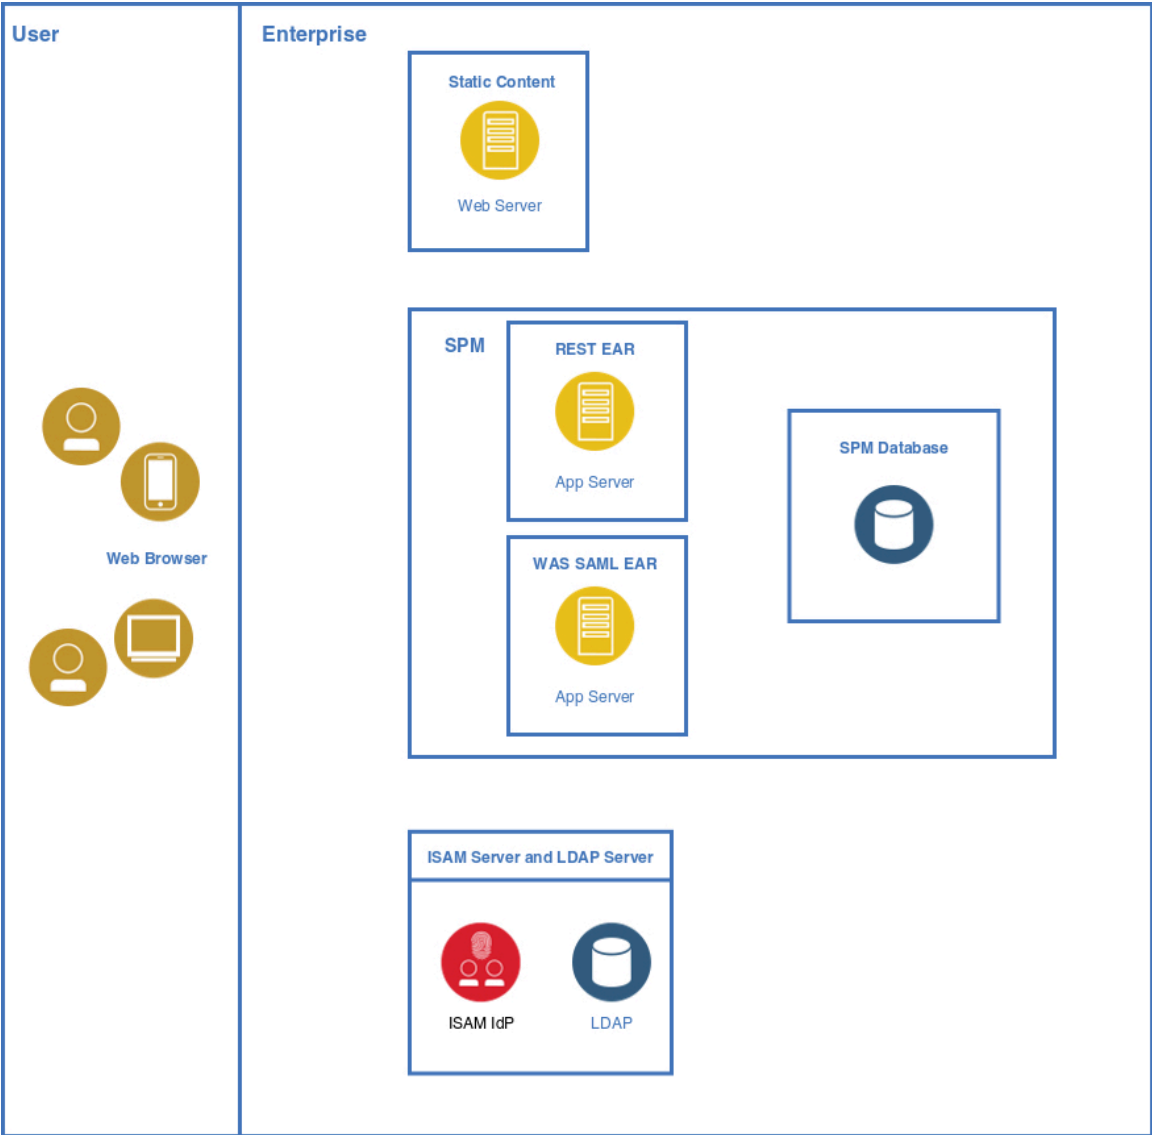 User
Enterprise
Static Content
Web Server
SPM
REST EAR
App Server
SPM Database
Web Browser
WAS SAML EAR
App Server
ISAM Server and LDAP Server
ISAM IdP
LDAP